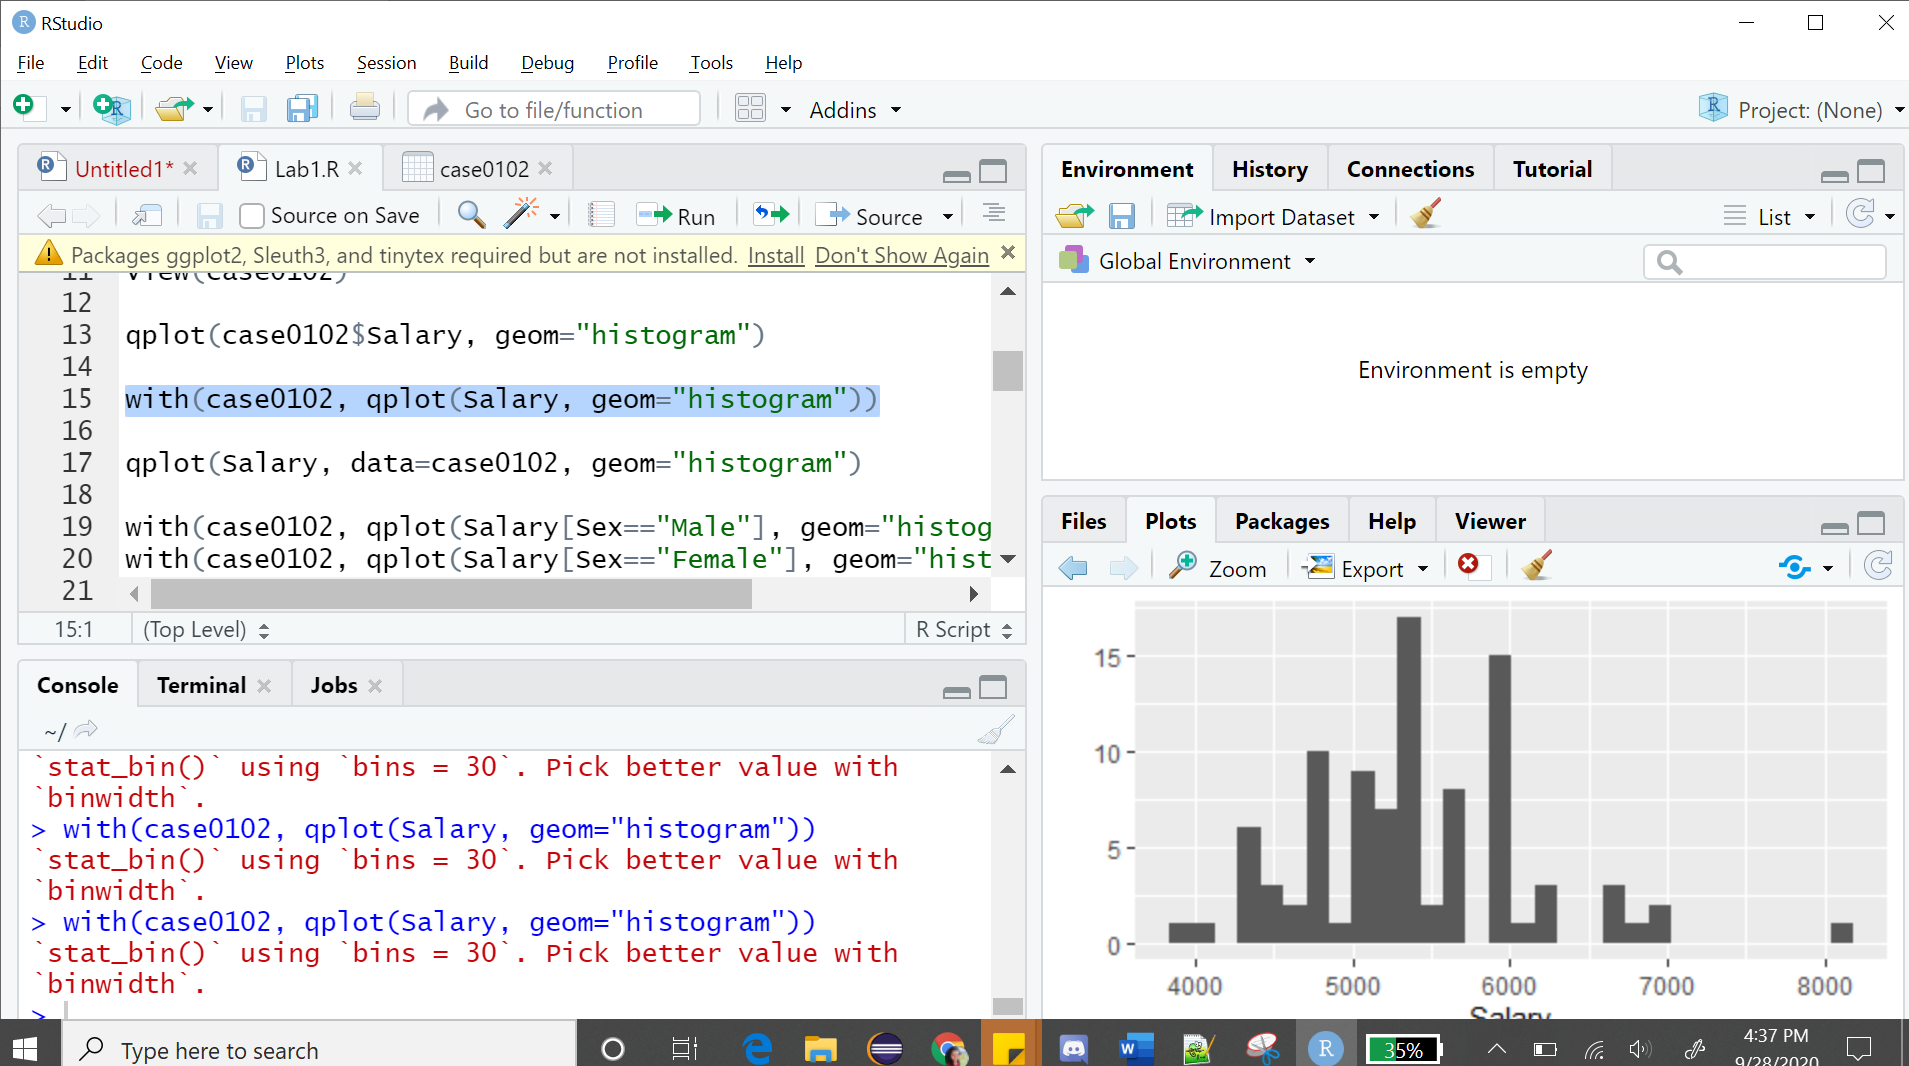 RStudio
File Edit Code View Plots Session Build Debug Profile Tools Help
Go to file/function Addins Project: (None)
Untitled1* Lab1.R case0102
Source on Save Run Source
Packages ggplot2, Sleuth3, and tinytex required but are not installed. Install Don't Show Again
11 View(case0102)
12
13 qplot(case0102$Salary, geom="histogram")
14
15 with(case0102, qplot(Salary, geom="histogram"))
16
17 qplot(Salary, data=case0102, geom="histogram")
18
19 with(case0102, qplot(Salary[Sex=="Male"], geom="histog
20 with(case0102, qplot(Salary[Sex=="Female"], geom="hist
21
15:1 (Top Level) R Script
Console Terminal Jobs
~/
`stat_bin()` using `bins = 30`. Pick better value with
`binwidth`.
> with(case0102, qplot(Salary, geom="histogram"))
`stat_bin()` using `bins = 30`. Pick better value with
`binwidth`.
> with(case0102, qplot(Salary, geom="histogram"))
`stat_bin()` using `bins = 30`. Pick better value with
`binwidth`.
>
Environment History Connections Tutorial
Import Dataset List
Global Environment
Environment is empty
Files Plots Packages Help Viewer
Zoom Export
15
10
5
0
4000 5000 6000 7000 8000
Salary
Type here to search
35%
4:37 PM
9/28/2020